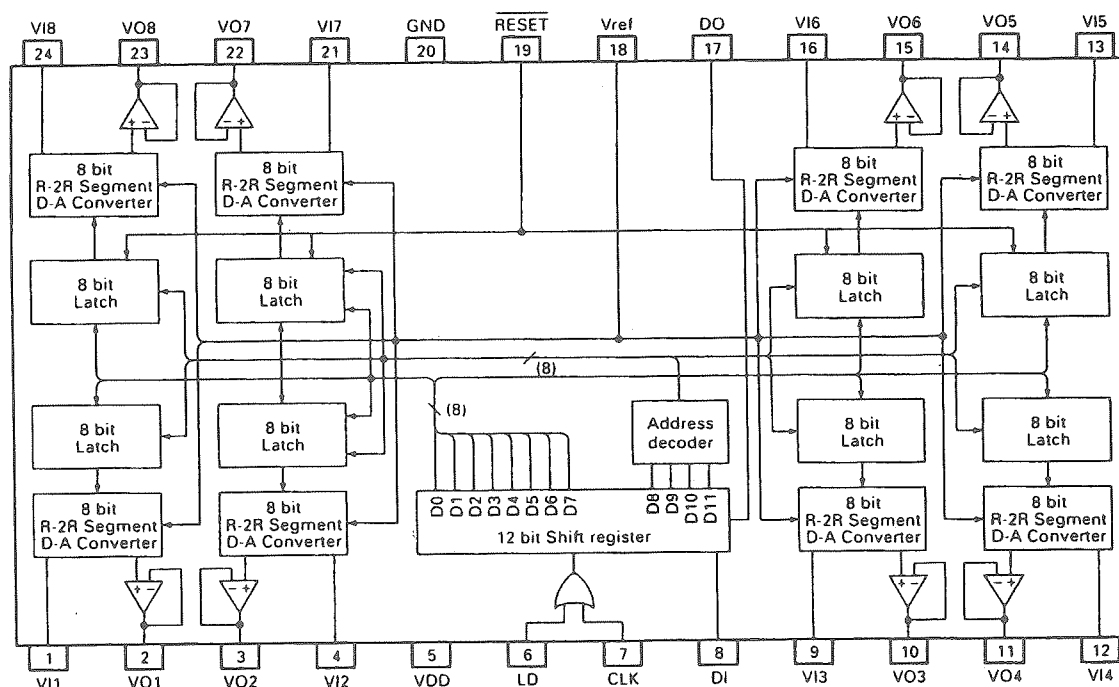 VI8 VO8 VO7 VI7 GND RESET Vref DO VI6 VO6 VO5 VI5
24 23 22 21 20 19 18 17 16 15 14 13
+ - - + + - - +
8 bit
R-2R Segment
D-A Converter
8 bit
R-2R Segment
D-A Converter
8 bit
R-2R Segment
D-A Converter
8 bit
R-2R Segment
D-A Converter
8 bit
Latch
8 bit
Latch
8 bit
Latch
8 bit
Latch
(8)
(8)
8 bit
Latch
8 bit
Latch
Address
decoder
8 bit
Latch
8 bit
Latch
D0 D1 D2 D3 D4 D5 D6 D7 D8 D9 D10 D11
12 bit Shift register
8 bit
R-2R Segment
D-A Converter
8 bit
R-2R Segment
D-A Converter
8 bit
R-2R Segment
D-A Converter
8 bit
R-2R Segment
D-A Converter
+ - - + + - - +
1 2 3 4 5 6 7 8 9 10 11 12
VI1 VO1 VO2 VI2 VDD LD CLK DI VI3 VO3 VO4 VI4